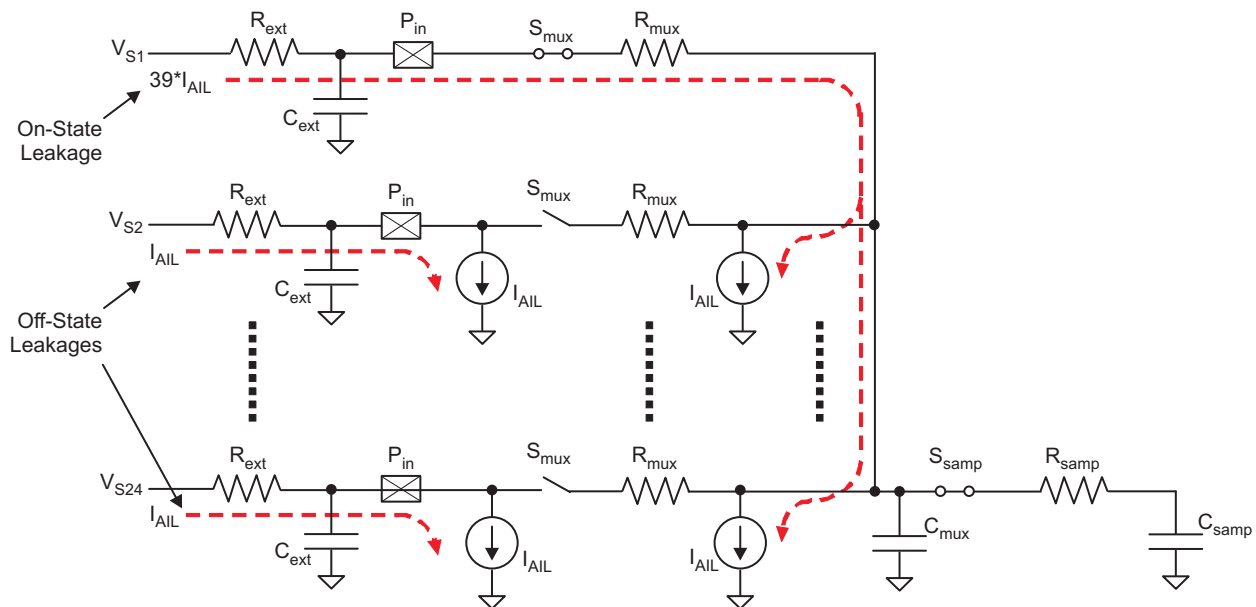 R_ext P_in S_mux R_mux
V_S1
39*I_AIL
C_ext
On-State
Leakage
R_ext P_in S_mux R_mux
V_S2
I_AIL
C_ext I_AIL I_AIL
Off-State
Leakages
R_ext P_in S_mux R_mux S_samp R_samp
V_S24
I_AIL
C_ext I_AIL I_AIL C_mux C_samp